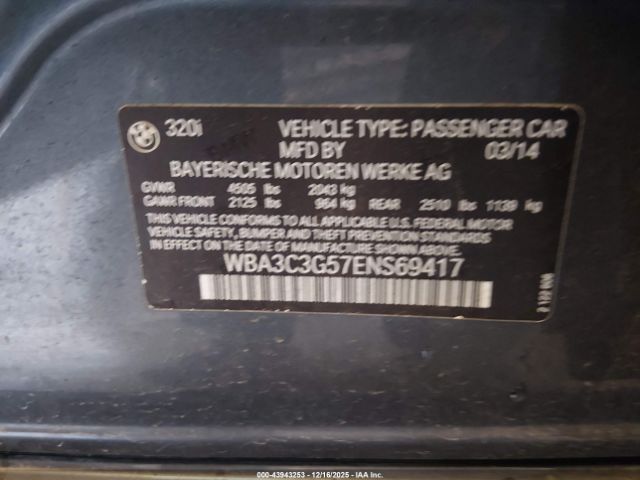 BMW 320i VEHICLE TYPE: PASSENGER CAR
MFD BY 03/14
BAYERISCHE MOTOREN WERKE AG
GVWR 4505 lbs 2043 kg
GAWR FRONT 2125 lbs 964 kg REAR 2510 lbs 1139 kg
THIS VEHICLE CONFORMS TO ALL APPLICABLE U.S. FEDERAL MOTOR
VEHICLE SAFETY, BUMPER AND THEFT PREVENTION STANDARDS
IN EFFECT ON THE DATE OF MANUFACTURE SHOWN ABOVE.
WBA3C3G57ENS69417
000-43943253 - 12/16/2025 - IAA Inc.